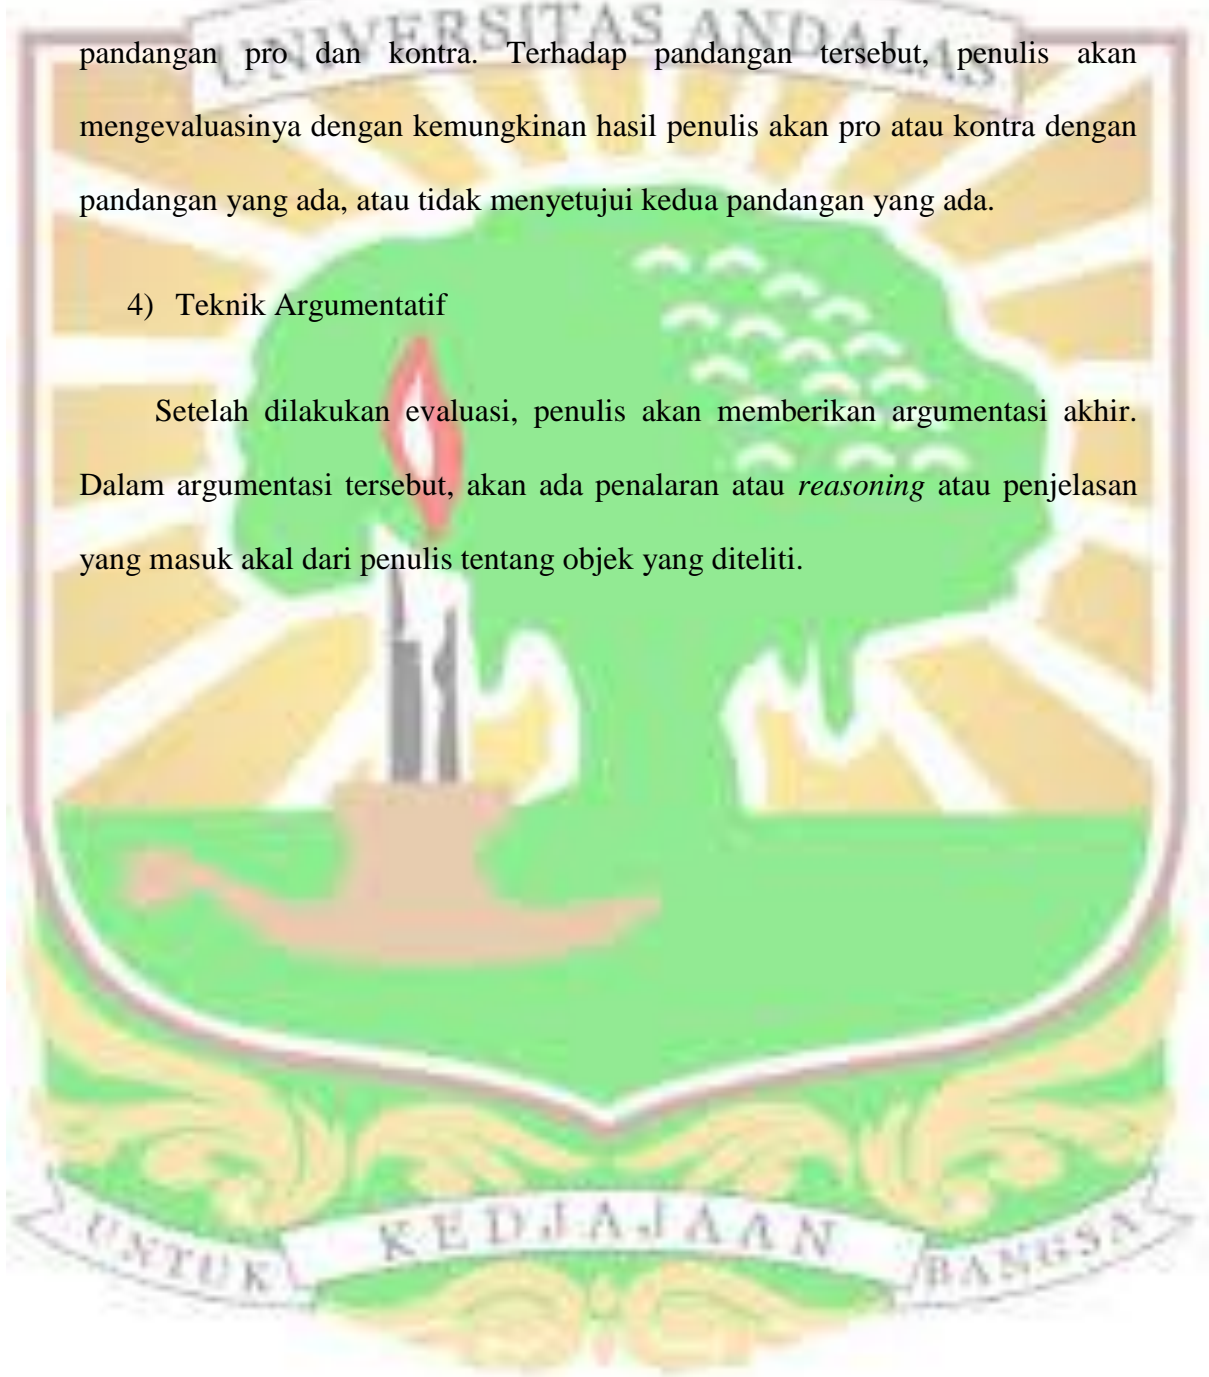 UNIVERSITAS ANDALAS
pandangan pro dan kontra. Terhadap pandangan tersebut, penulis akan
mengevaluasinya dengan kemungkinan hasil penulis akan pro atau kontra dengan
pandangan yang ada, atau tidak menyetujui kedua pandangan yang ada.
4) Teknik Argumentatif
Setelah dilakukan evaluasi, penulis akan memberikan argumentasi akhir.
Dalam argumentasi tersebut, akan ada penalaran atau reasoning atau penjelasan
yang masuk akal dari penulis tentang objek yang diteliti.
UNTUK KEDJAJAAN BANGSA